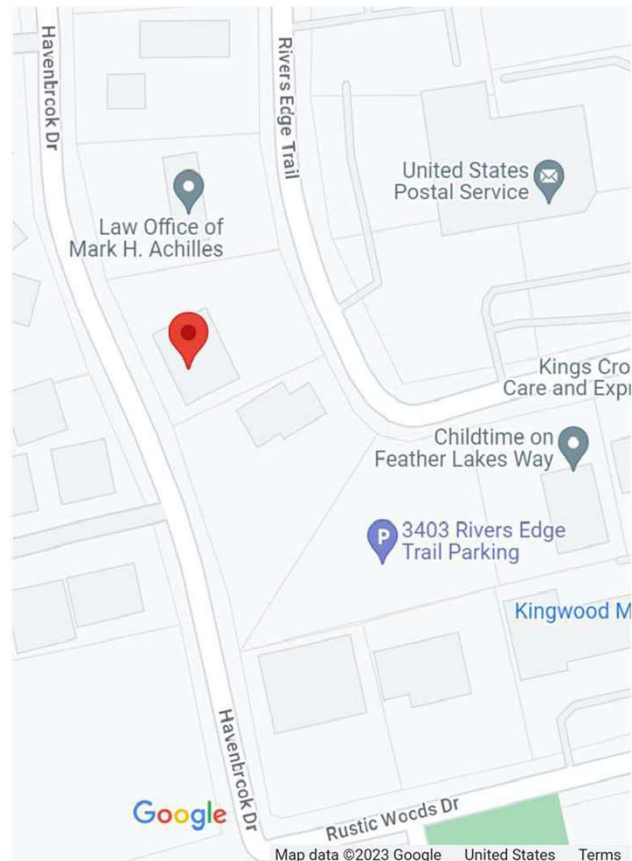 Havenbrook Dr
Rivers Edge Trail
United States
Postal Service
Law Office of
Mark H. Achilles
Kings Cro
Care and Expr
Childtime on
Feather Lakes Way
P
3403 Rivers Edge
Trail Parking
Kingwood M
Havenbrook Dr
Google
Rustic Woods Dr
Map data ©2023 Google United States Terms